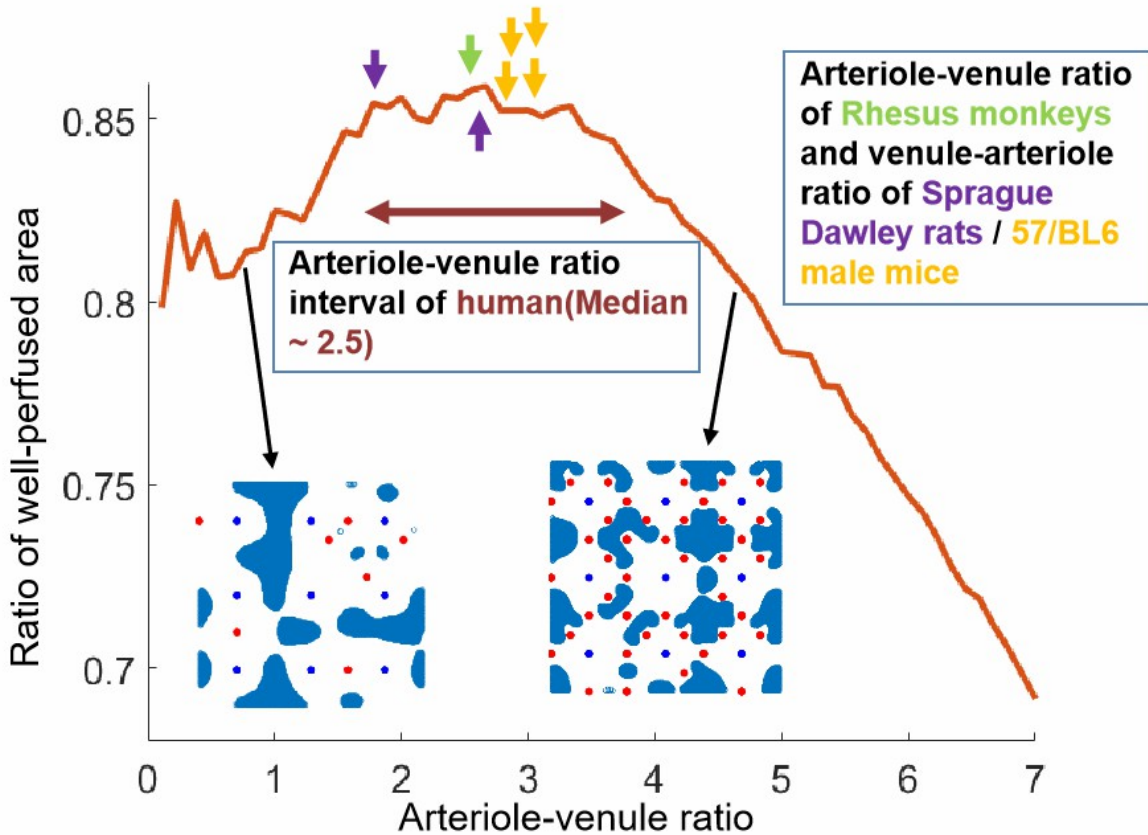 Ratio of well-perfused area
0.85
0.8
0.75
0.7
Arteriole-venule ratio
of Rhesus monkeys
and venule-arteriole
ratio of Sprague
Dawley rats / 57/BL6
male mice
Arteriole-venule ratio
interval of human(Median
~ 2.5)
0 1 2 3 4 5 6 7
Arteriole-venule ratio